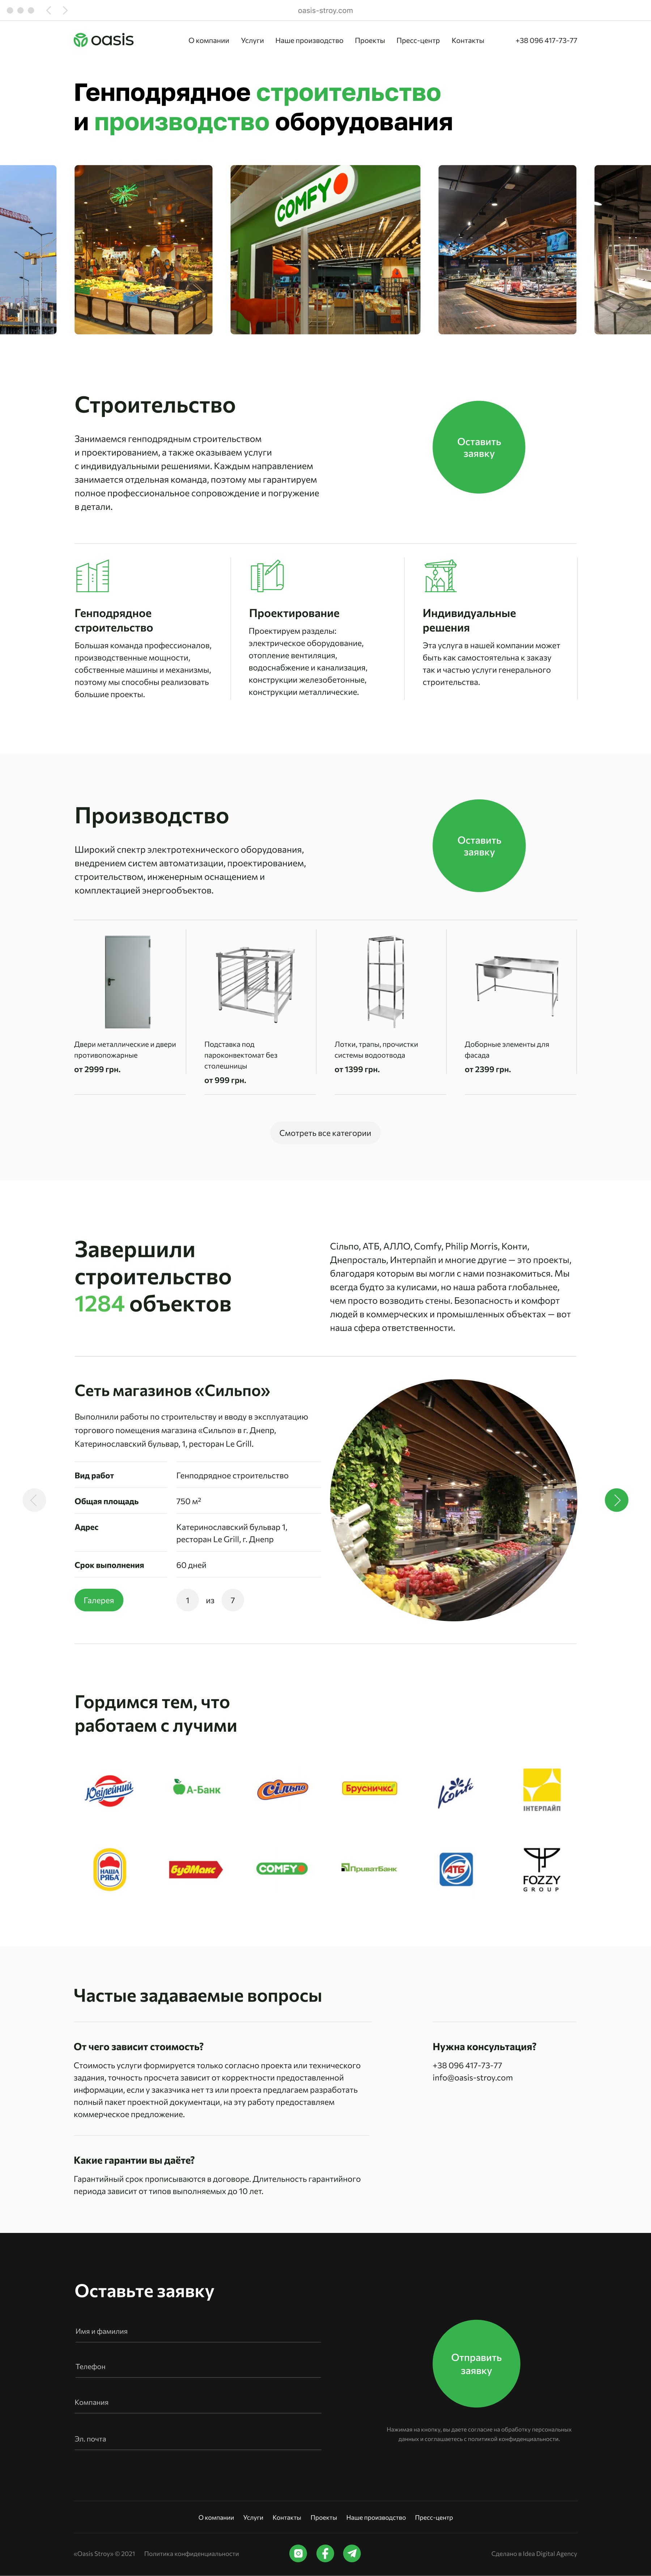 oasis-stroy.com
oasis
О компании Услуги Наше производство Проекты Пресс-центр Контакты +38 096 417-73-77
Генподрядное строительство
и производство оборудования
COMFY
Строительство
Занимаемся генподрядным строительством
и проектированием, а также оказываем услуги
с индивидуальными решениями. Каждым направлением
занимается отдельная команда, поэтому мы гарантируем
полное профессиональное сопровождение и погружение
в детали.
Оставить
заявку
Генподрядное
строительство
Большая команда профессионалов,
производственные мощности,
собственные машины и механизмы,
поэтому мы способны реализовать
большие проекты.
Проектирование
Проектируем разделы:
электрическое оборудование,
отопление вентиляция,
водоснабжение и канализация,
конструкции железобетонные,
конструкции металлические.
Индивидуальные
решения
Эта услуга в нашей компании может
быть как самостоятельна к заказу
так и частью услуги генерального
строительства.
Производство
Широкий спектр электротехнического оборудования,
внедрением систем автоматизации, проектированием,
строительством, инженерным оснащением и
комплектацией энергообъектов.
Оставить
заявку
Двери металлические и двери
противопожарные
от 2999 грн.
Подставка под
пароконвектомат без
столешницы
от 999 грн.
Лотки, трапы, прочистки
системы водоотвода
от 1399 грн.
Доборные элементы для
фасада
от 2399 грн.
Смотреть все категории
Завершили
строительство
1284 объектов
Сільпо, АТБ, АЛЛО, Comfy, Philip Morris, Конти,
Днепросталь, Интерпайп и многие другие — это проекты,
благодаря которым вы могли с нами познакомиться. Мы
всегда будто за кулисами, но наша работа глобальнее,
чем просто возводить стены. Безопасность и комфорт
людей в коммерческих и промышленных объектах — вот
наша сфера ответственности.
Сеть магазинов «Сильпо»
Выполнили работы по строительству и вводу в эксплуатацию
торгового помещения магазина «Сильпо» в г. Днепр,
Катеринославский бульвар, 1, ресторан Le Grill.
Вид работ Генподрядное строительство
Общая площадь 750 м²
Адрес Катеринославский бульвар 1,
ресторан Le Grill, г. Днепр
Срок выполнения 60 дней
Галерея 1 из 7
Гордимся тем, что
работаем с лучими
Ювілейний А-Банк Сільпо Брусничка Конті ІНТЕРПАЙП
НАША РЯБА будМакс COMFY ПриватБанк АТБ FOZZY
GROUP
Частые задаваемые вопросы
От чего зависит стоимость?
Стоимость услуги формируется только согласно проекта или технического
задания, точность просчета зависит от корректности предоставленной
информации, если у заказчика нет тз или проекта предлагаем разработать
полный пакет проектной документаци, на эту работу предоставляем
коммерческое предложение.
Нужна консультация?
+38 096 417-73-77
info@oasis-stroy.com
Какие гарантии вы даёте?
Гарантийный срок прописываются в договоре. Длительность гарантийного
периода зависит от типов выполняемых до 10 лет.
Оставьте заявку
Имя и фамилия
Телефон
Компания
Эл. почта
Отправить
заявку
Нажимая на кнопку, вы даете согласие на обработку персональных
данных и соглашаетесь с политикой конфиденциальности.
О компании Услуги Контакты Проекты Наше производство Пресс-центр
«Oasis Stroy» © 2021 Политика конфиденциальности Сделано в Idea Digital Agency